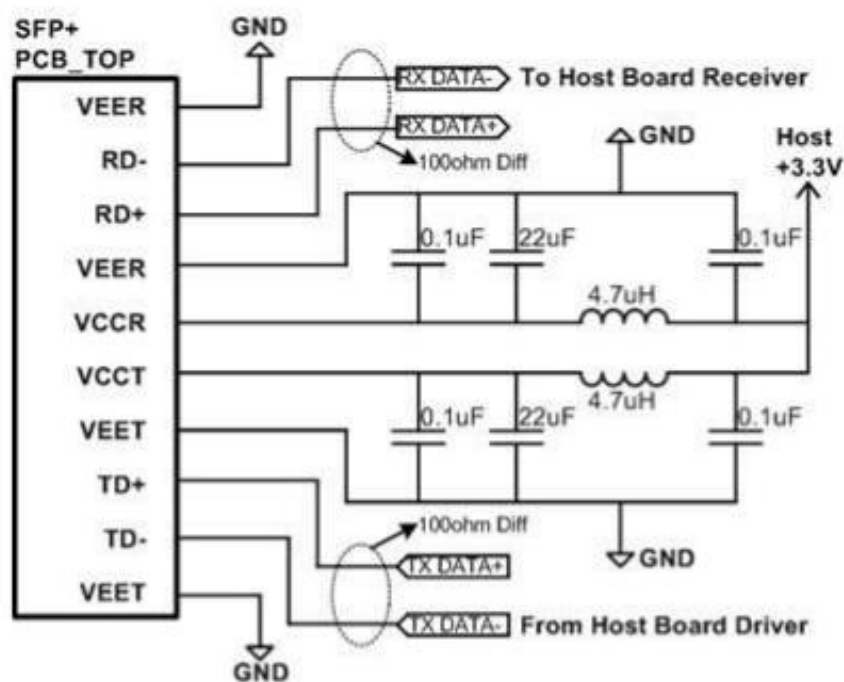 SFP+
PCB_TOP
GND
VEER
RX DATA-
To Host Board Receiver
RD-
RX DATA+
100ohm Diff
GND
Host
+3.3V
RD+
VEER
0.1uF
22uF
0.1uF
4.7uH
VCCR
VCCT
4.7uH
0.1uF
22uF
0.1uF
VEET
TD+
100ohm Diff
TD-
TX DATA+
GND
VEET
TX DATA-
From Host Board Driver
GND